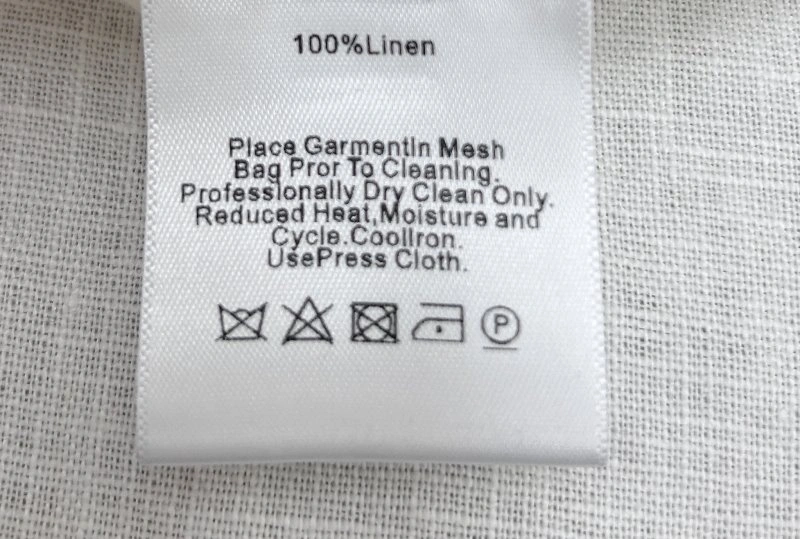 100%Linen
Place GarmentIn Mesh
Bag Pror To Cleaning.
Professionally Dry Clean Only.
Reduced Heat,Moisture and
Cycle.CoolIron.
UsePress Cloth.
P